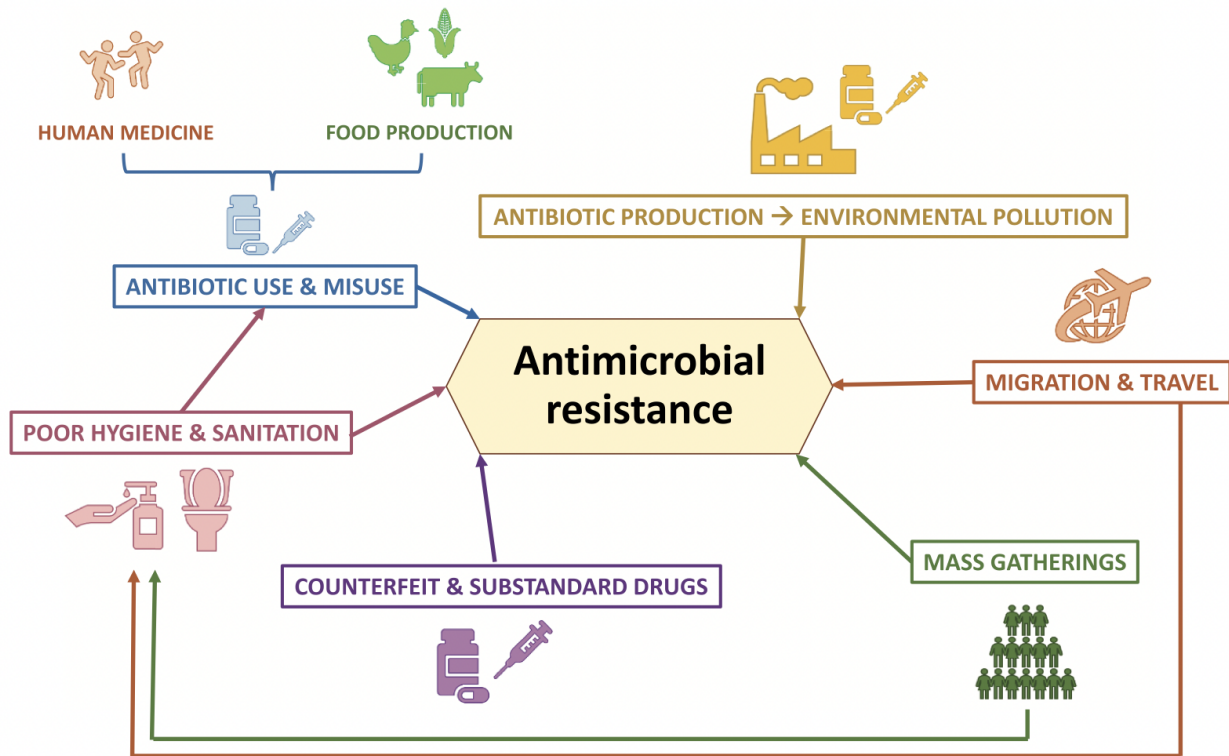 HUMAN MEDICINE
FOOD PRODUCTION
ANTIBIOTIC PRODUCTION → ENVIRONMENTAL POLLUTION
ANTIBIOTIC USE & MISUSE
Antimicrobial
resistance
MIGRATION & TRAVEL
POOR HYGIENE & SANITATION
COUNTERFEIT & SUBSTANDARD DRUGS
MASS GATHERINGS